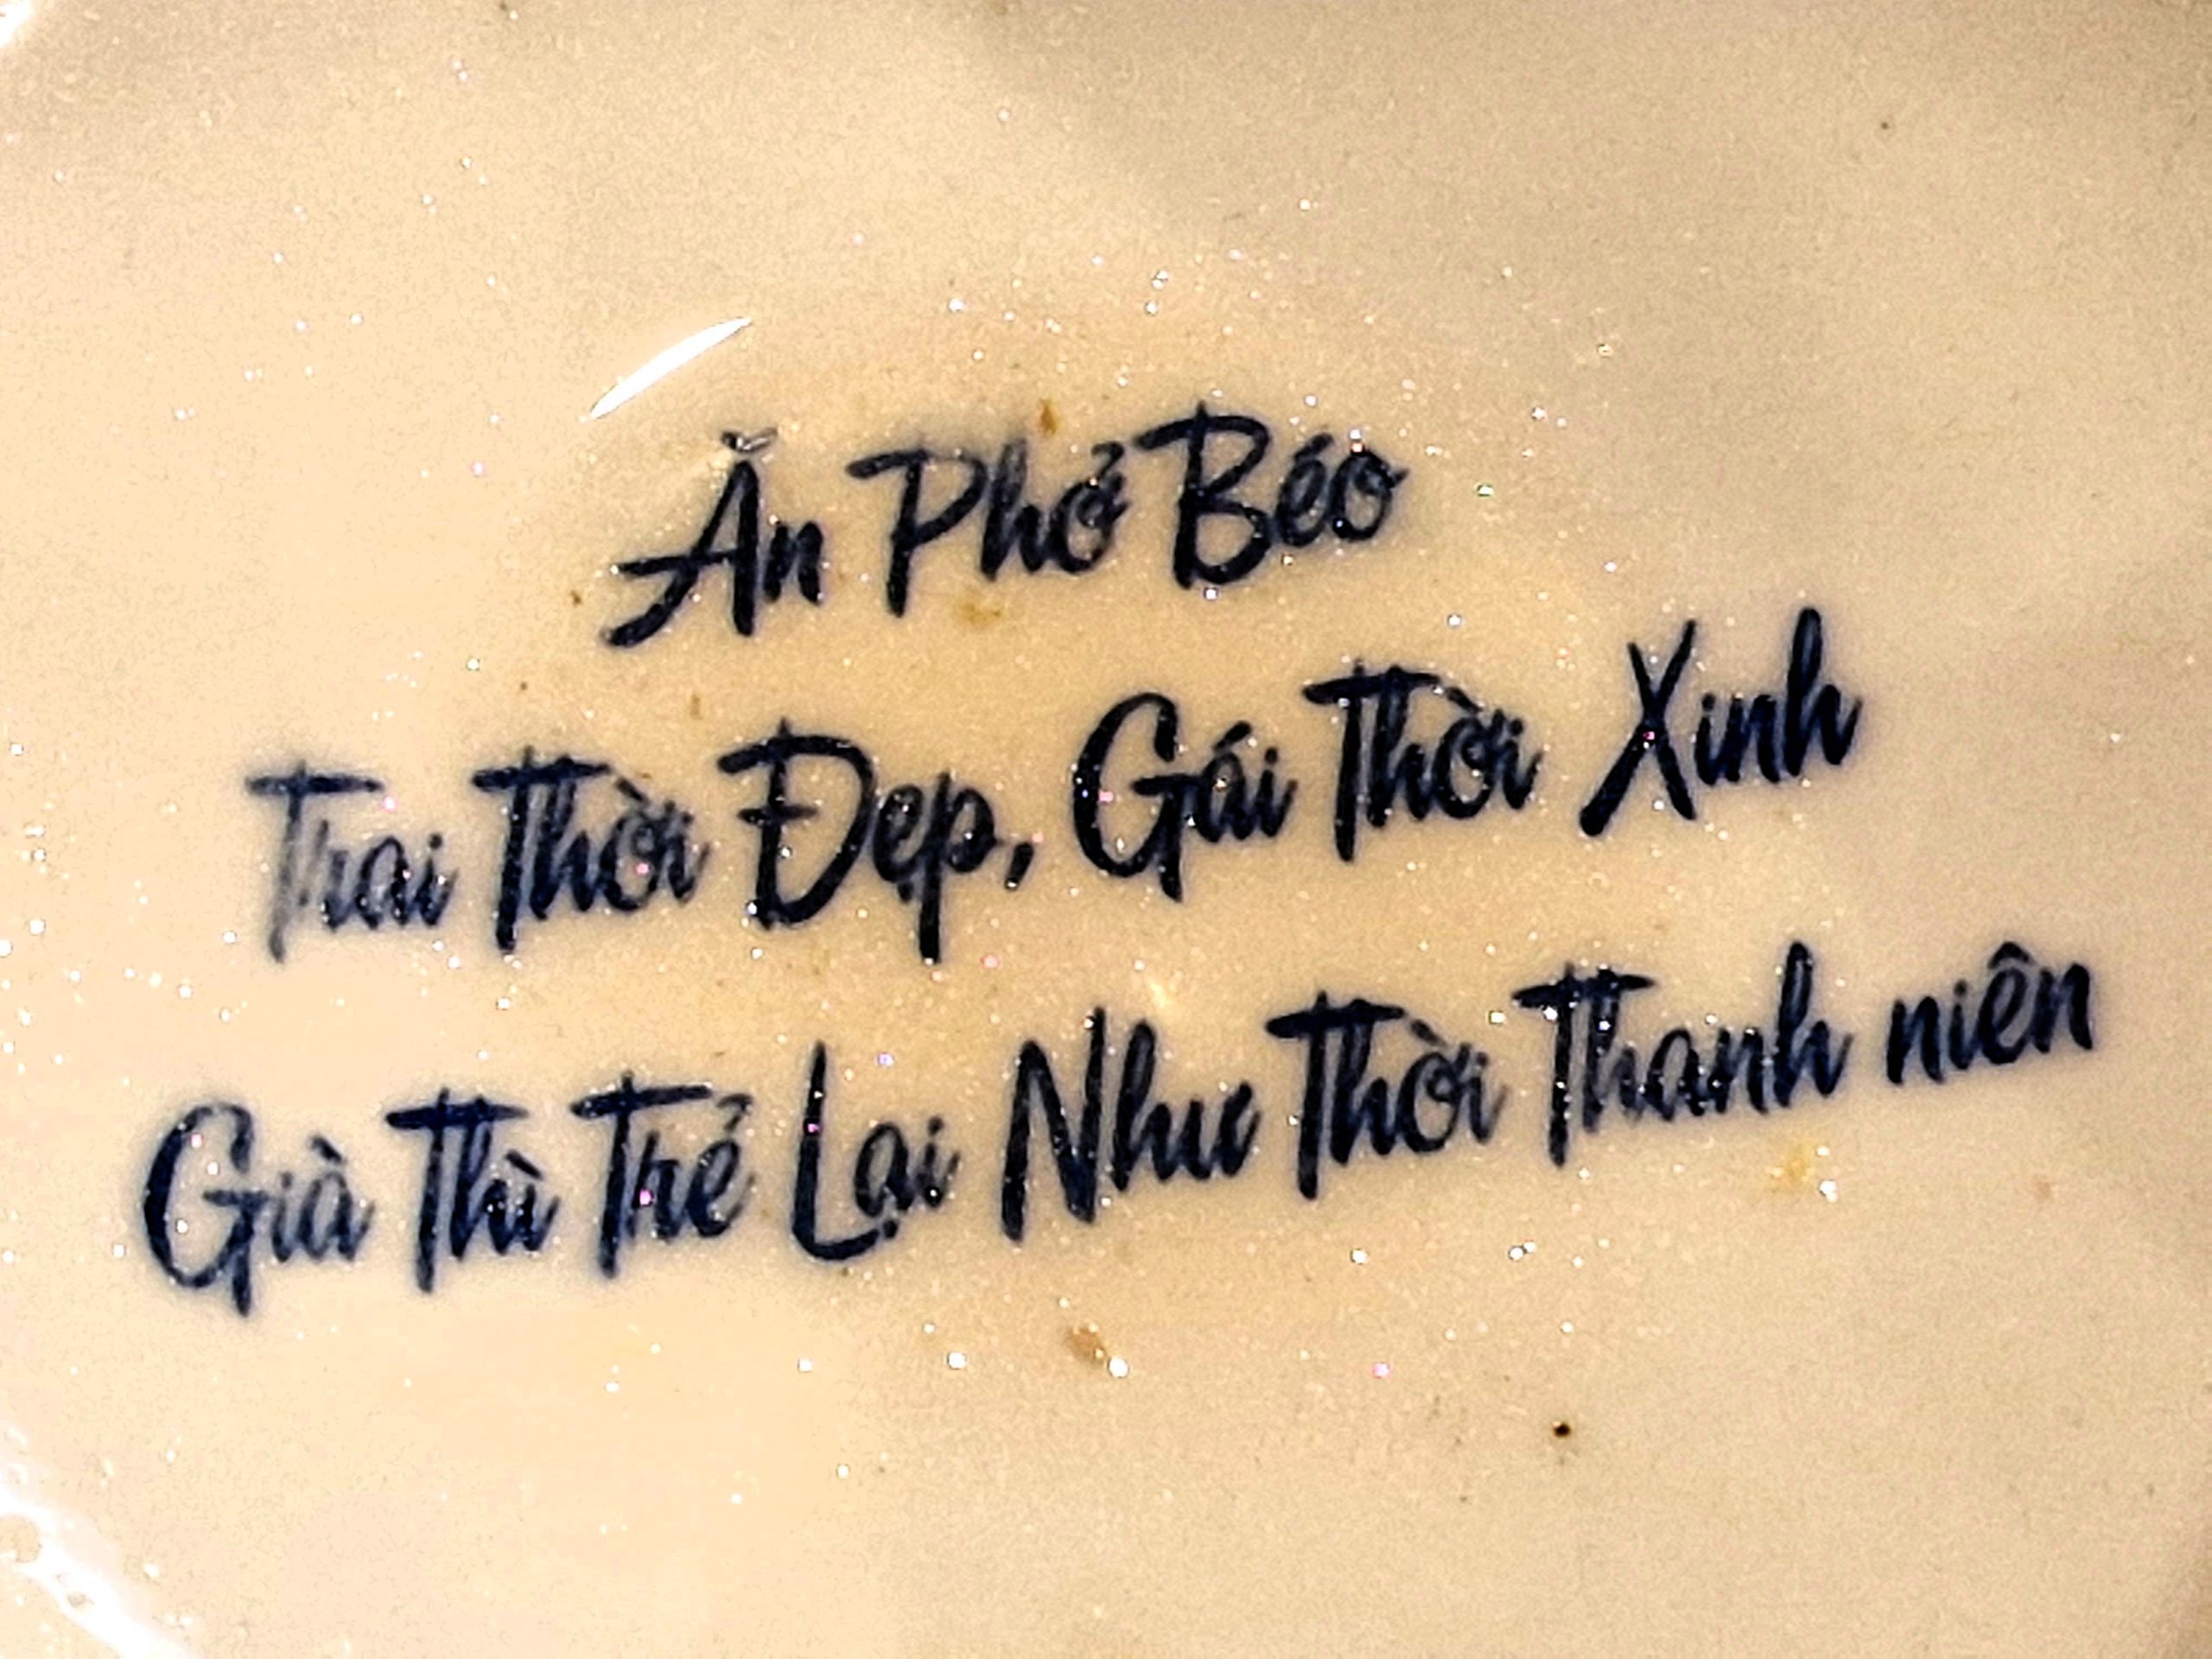 Ăn Phở Béo
Trai Thời Đẹp, Gái Thời Xinh
Già Thì Trẻ Lại Như Thời Thanh niên